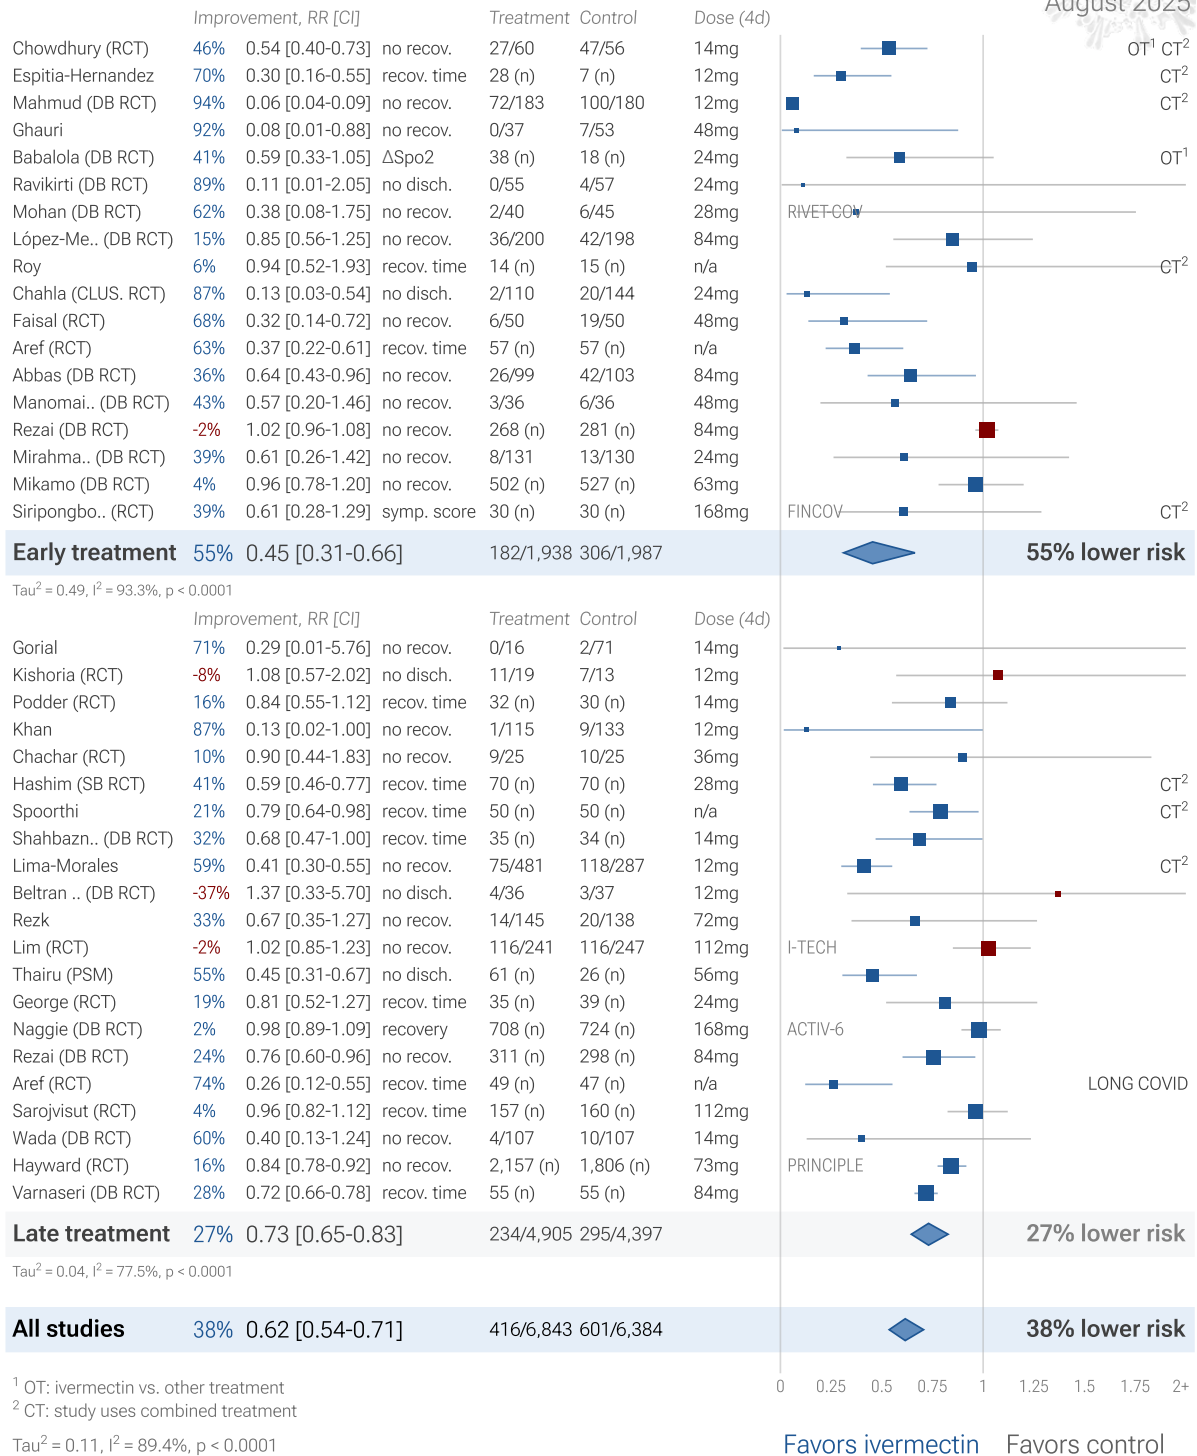 August 2025
Improvement, RR [CI] Treatment Control Dose (4d)
Chowdhury (RCT) 46% 0.54 [0.40-0.73] no recov. 27/60 47/56 14mg OT¹ CT²
Espitia-Hernandez 70% 0.30 [0.16-0.55] recov. time 28 (n) 7 (n) 12mg CT²
Mahmud (DB RCT) 94% 0.06 [0.04-0.09] no recov. 72/183 100/180 12mg CT²
Ghauri 92% 0.08 [0.01-0.88] no recov. 0/37 7/53 48mg
Babalola (DB RCT) 41% 0.59 [0.33-1.05] ΔSpo2 38 (n) 18 (n) 24mg OT¹
Ravikirti (DB RCT) 89% 0.11 [0.01-2.05] no disch. 0/55 4/57 24mg
Mohan (DB RCT) 62% 0.38 [0.08-1.75] no recov. 2/40 6/45 28mg RIVET-COV
López-Me.. (DB RCT) 15% 0.85 [0.56-1.25] no recov. 36/200 42/198 84mg
Roy 6% 0.94 [0.52-1.93] recov. time 14 (n) 15 (n) n/a CT²
Chahla (CLUS. RCT) 87% 0.13 [0.03-0.54] no disch. 2/110 20/144 24mg
Faisal (RCT) 68% 0.32 [0.14-0.72] no recov. 6/50 19/50 48mg
Aref (RCT) 63% 0.37 [0.22-0.61] recov. time 57 (n) 57 (n) n/a
Abbas (DB RCT) 36% 0.64 [0.43-0.96] no recov. 26/99 42/103 84mg
Manomai.. (DB RCT) 43% 0.57 [0.20-1.46] no recov. 3/36 6/36 48mg
Rezai (DB RCT) -2% 1.02 [0.96-1.08] no recov. 268 (n) 281 (n) 84mg
Mirahma.. (DB RCT) 39% 0.61 [0.26-1.42] no recov. 8/131 13/130 24mg
Mikamo (DB RCT) 4% 0.96 [0.78-1.20] no recov. 502 (n) 527 (n) 63mg
Siripongbo.. (RCT) 39% 0.61 [0.28-1.29] symp. score 30 (n) 30 (n) 168mg FINCOV CT²
Early treatment 55% 0.45 [0.31-0.66] 182/1,938 306/1,987 55% lower risk
Tau² = 0.49, I² = 93.3%, p < 0.0001
Improvement, RR [CI] Treatment Control Dose (4d)
Gorial 71% 0.29 [0.01-5.76] no recov. 0/16 2/71 14mg
Kishoria (RCT) -8% 1.08 [0.57-2.02] no disch. 11/19 7/13 12mg
Podder (RCT) 16% 0.84 [0.55-1.12] recov. time 32 (n) 30 (n) 14mg
Khan 87% 0.13 [0.02-1.00] no recov. 1/115 9/133 12mg
Chachar (RCT) 10% 0.90 [0.44-1.83] no recov. 9/25 10/25 36mg
Hashim (SB RCT) 41% 0.59 [0.46-0.77] recov. time 70 (n) 70 (n) 28mg CT²
Spoorthi 21% 0.79 [0.64-0.98] recov. time 50 (n) 50 (n) n/a CT²
Shahbazn.. (DB RCT) 32% 0.68 [0.47-1.00] recov. time 35 (n) 34 (n) 14mg
Lima-Morales 59% 0.41 [0.30-0.55] no recov. 75/481 118/287 12mg CT²
Beltran .. (DB RCT) -37% 1.37 [0.33-5.70] no disch. 4/36 3/37 12mg
Rezk 33% 0.67 [0.35-1.27] no recov. 14/145 20/138 72mg
Lim (RCT) -2% 1.02 [0.85-1.23] no recov. 116/241 116/247 112mg I-TECH
Thairu (PSM) 55% 0.45 [0.31-0.67] no disch. 61 (n) 26 (n) 56mg
George (RCT) 19% 0.81 [0.52-1.27] recov. time 35 (n) 39 (n) 24mg
Naggie (DB RCT) 2% 0.98 [0.89-1.09] recovery 708 (n) 724 (n) 168mg ACTIV-6
Rezai (DB RCT) 24% 0.76 [0.60-0.96] no recov. 311 (n) 298 (n) 84mg
Aref (RCT) 74% 0.26 [0.12-0.55] recov. time 49 (n) 47 (n) n/a LONG COVID
Sarojvisut (RCT) 4% 0.96 [0.82-1.12] recov. time 157 (n) 160 (n) 112mg
Wada (DB RCT) 60% 0.40 [0.13-1.24] no recov. 4/107 10/107 14mg
Hayward (RCT) 16% 0.84 [0.78-0.92] no recov. 2,157 (n) 1,806 (n) 73mg PRINCIPLE
Varnaseri (DB RCT) 28% 0.72 [0.66-0.78] recov. time 55 (n) 55 (n) 84mg
Late treatment 27% 0.73 [0.65-0.83] 234/4,905 295/4,397 27% lower risk
Tau² = 0.04, I² = 77.5%, p < 0.0001
All studies 38% 0.62 [0.54-0.71] 416/6,843 601/6,384 38% lower risk
0 0.25 0.5 0.75 1 1.25 1.5 1.75 2+
¹ OT: ivermectin vs. other treatment
² CT: study uses combined treatment
Tau² = 0.11, I² = 89.4%, p < 0.0001
Favors ivermectin Favors control